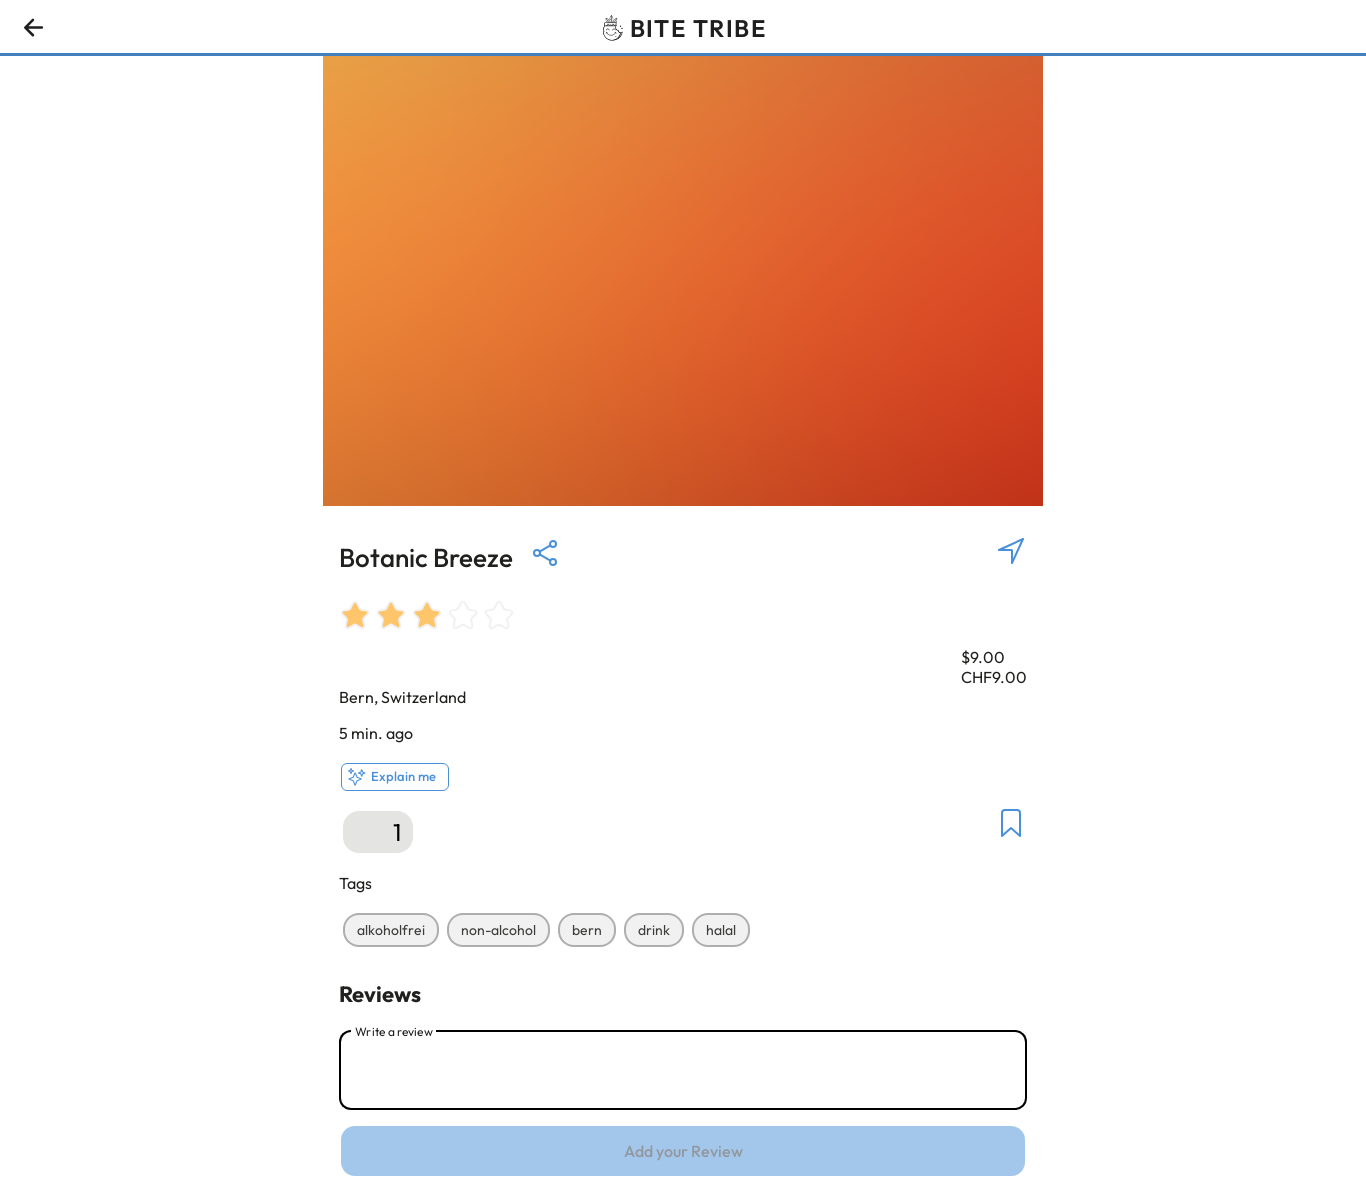 BITE TRIBE
Botanic Breeze
$9.00
CHF9.00
Bern, Switzerland
5 min. ago
Explain me
1
Tags
alkoholfrei non-alcohol bern drink halal
Reviews
Write a review
Add your Review